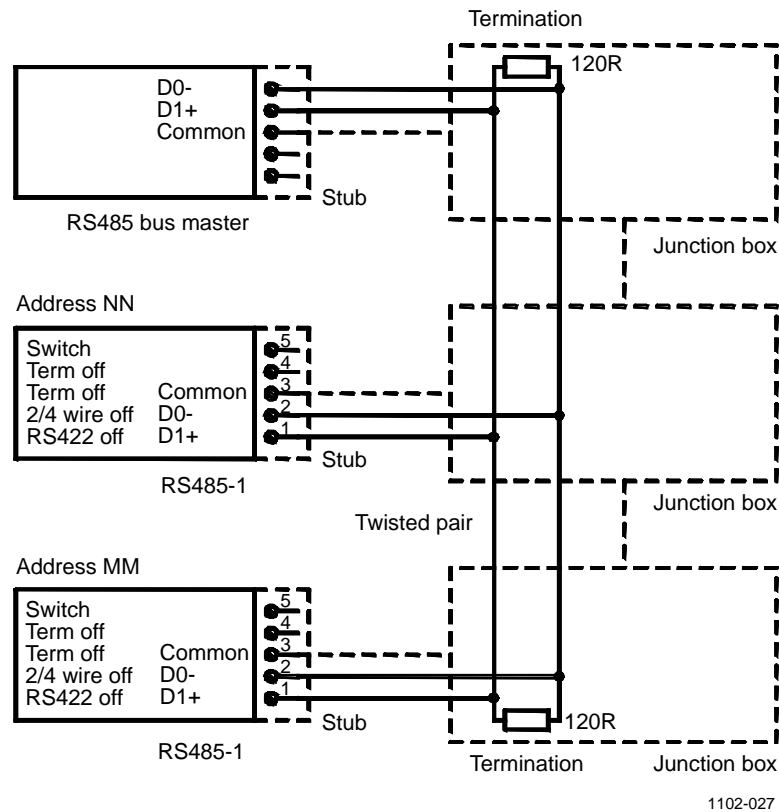 Termination
120R
D0-
D1+
Common
Stub
RS485 bus master
Junction box
Address NN
Switch
Term off
Term off
2/4 wire off
RS422 off
Common
D0-
D1+
5
4
3
2
1
Stub
RS485-1
Junction box
Twisted pair
Address MM
Switch
Term off
Term off
2/4 wire off
RS422 off
Common
D0-
D1+
5
4
3
2
1
Stub
120R
RS485-1
Termination
Junction box
1102-027